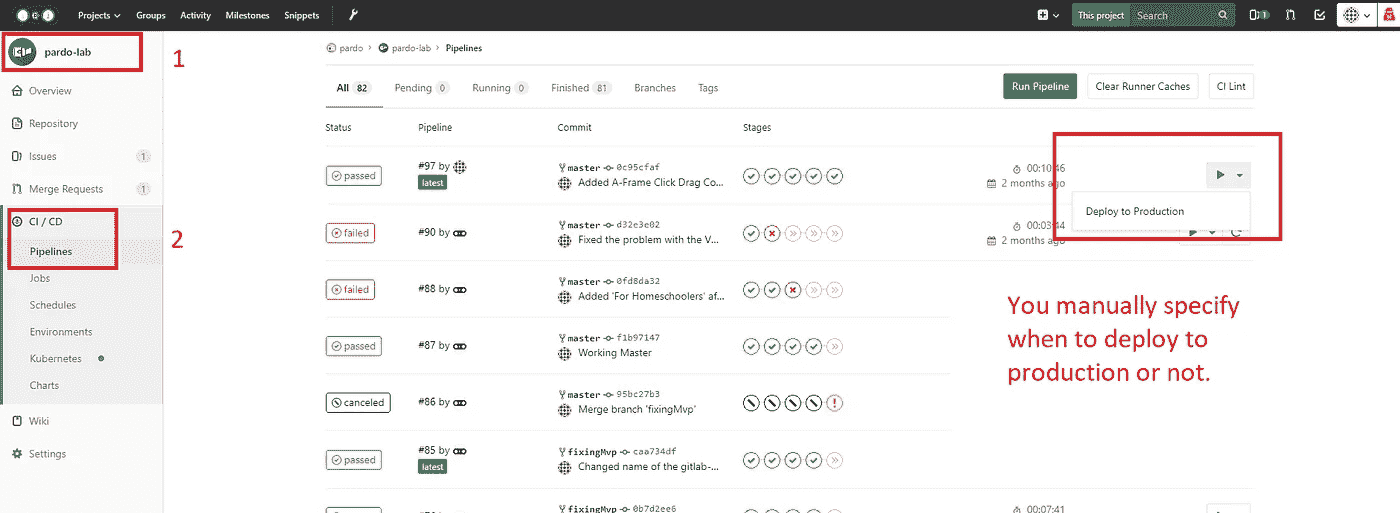 Projects Groups Activity Milestones Snippets This project Search 1
pardo-lab
1
Overview
Repository
Issues 1
Merge Requests 1
CI / CD
2
Pipelines
Jobs
Schedules
Environments
Kubernetes
Charts
Wiki
Settings
pardo > pardo-lab > Pipelines
All 82 Pending 0 Running 0 Finished 81 Branches Tags Run Pipeline Clear Runner Caches CI Lint
Status Pipeline Commit Stages
passed #97 by latest master 0c95cfaf
Added A-Frame Click Drag Co... 00:10:46
2 months ago
Deploy to Production
failed #90 by master d32e3e02
Fixed the problem with the V... 00:03:44
2 months ago
failed #88 by master 0fd8da32
Added 'For Homeschoolers' af...
passed #87 by master f1b97147
Working Master
canceled #86 by master 95bc27b3
Merge branch 'fixingMvp'
passed #85 by latest fixingMvp caa734df
Changed name of the gitlab-...
fixingMvp 0b7d2ee6 00:07:41
You manually specify
when to deploy to
production or not.